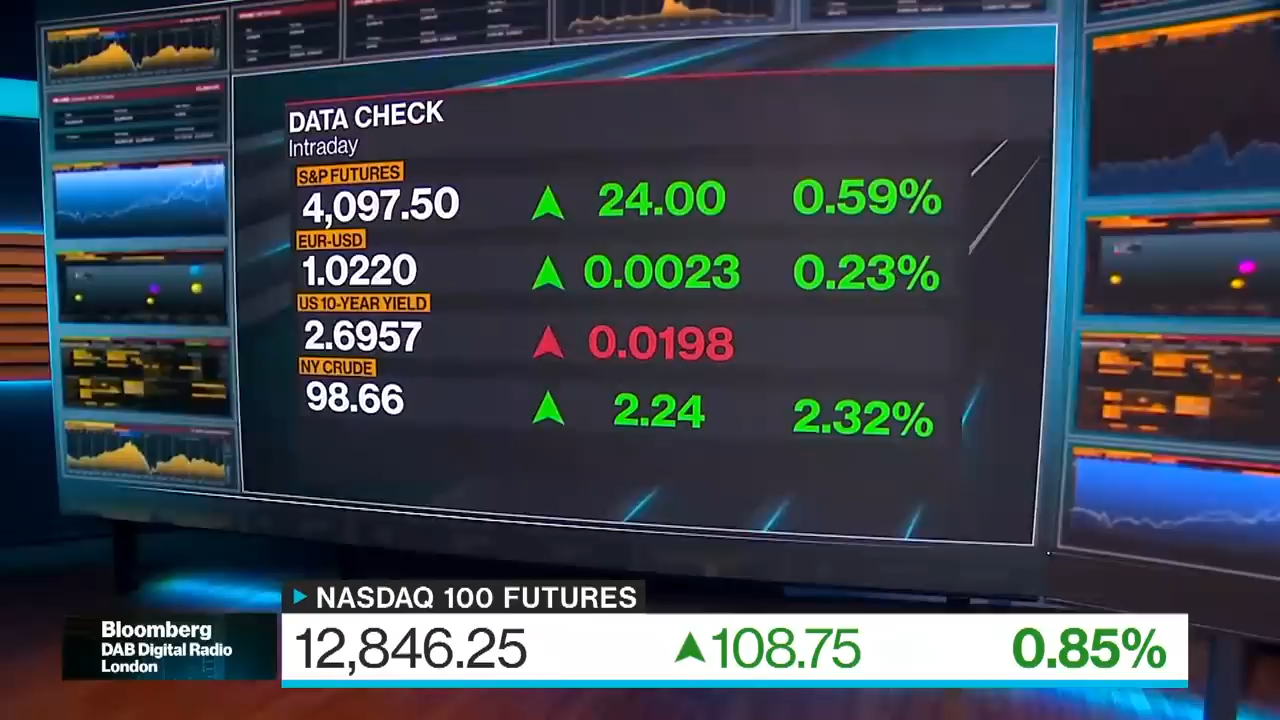 DATA CHECK
Intraday
S&P FUTURES
4,097.50 ▲ 24.00 0.59%
EUR-USD
1.0220 ▲ 0.0023 0.23%
US 10-YEAR YIELD
2.6957 ▲ 0.0198
NY CRUDE
98.66 ▲ 2.24 2.32%
NASDAQ 100 FUTURES
12,846.25 ▲ 108.75 0.85%
Bloomberg
DAB Digital Radio
London